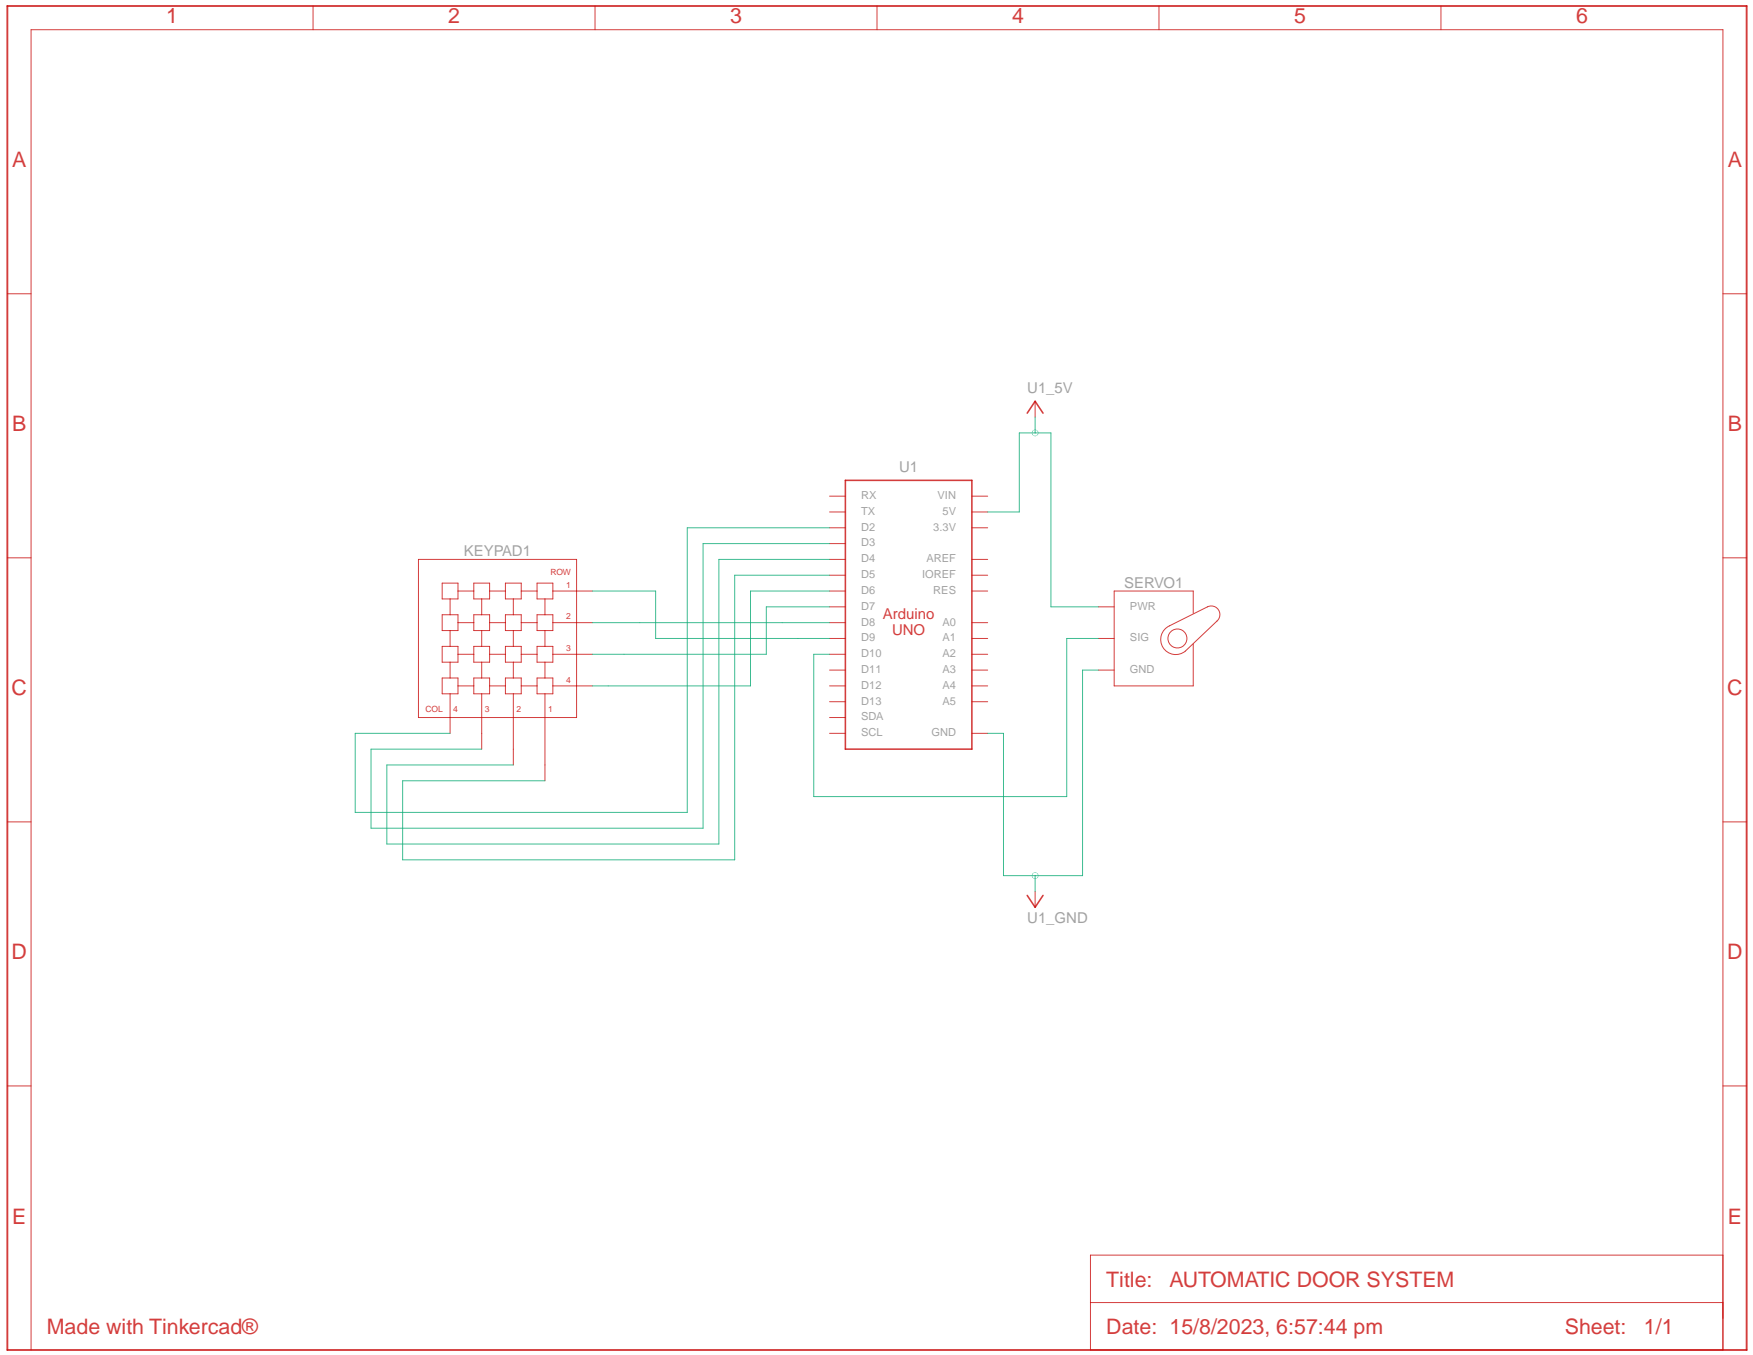 1 2 3 4 5 6
A A
U1_5V
B B
U1
RX VIN
TX 5V
D2 3.3V
D3
KEYPAD1
D4 AREF
ROW
D5 IOREF
SERVO1
1
D6 RES
D7 PWR
Arduino
2
D8 A0
UNO
D9 A1 SIG
3
D10 A2
D11 A3 GND
4
D12 A4
C C
D13 A5
COL 4 3 2 1
SDA
SCL GND
U1_GND
D D
E E
Title: AUTOMATIC DOOR SYSTEM
Made with Tinkercad®
Date: 15/8/2023, 6:57:44 pm Sheet: 1/1